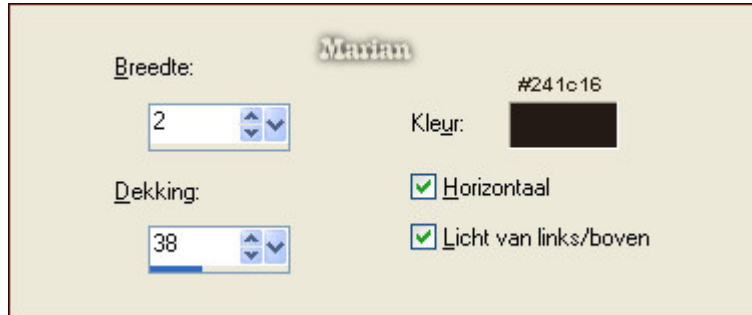 Marian
Breedte:
2
#241c16
Kleur:
Dekking:
38
Horizontaal
Licht van links/boven